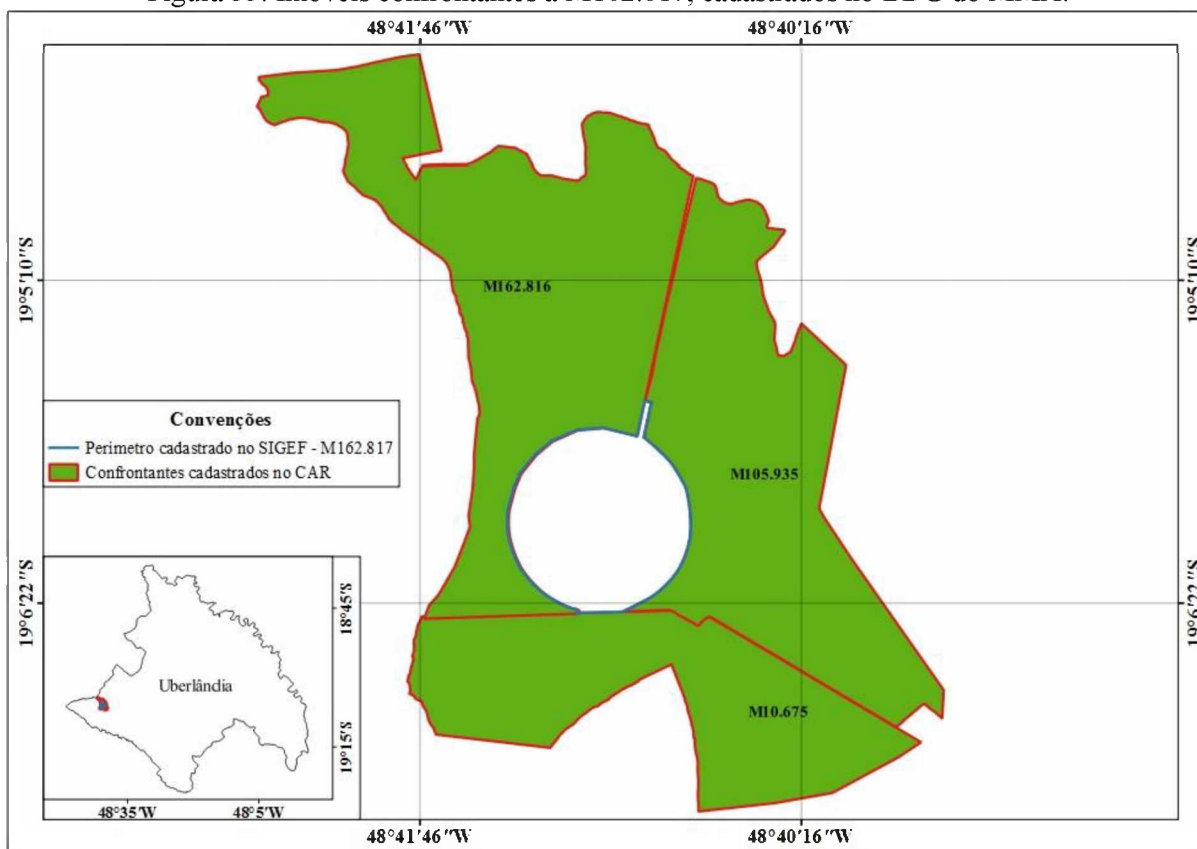 48°41'46"W 48°40'16"W
19°5'10"S 19°5'10"S
M162.816
Convenções
Perimetro cadastrado no SIGEF - M162.817
Confrontantes cadastrados no CAR
M105.935
19°6'22"S 19°6'22"S
18°45'S
Uberlândia
M10.675
19°15'S
48°35'W 48°5'W
48°41'46"W 48°40'16"W